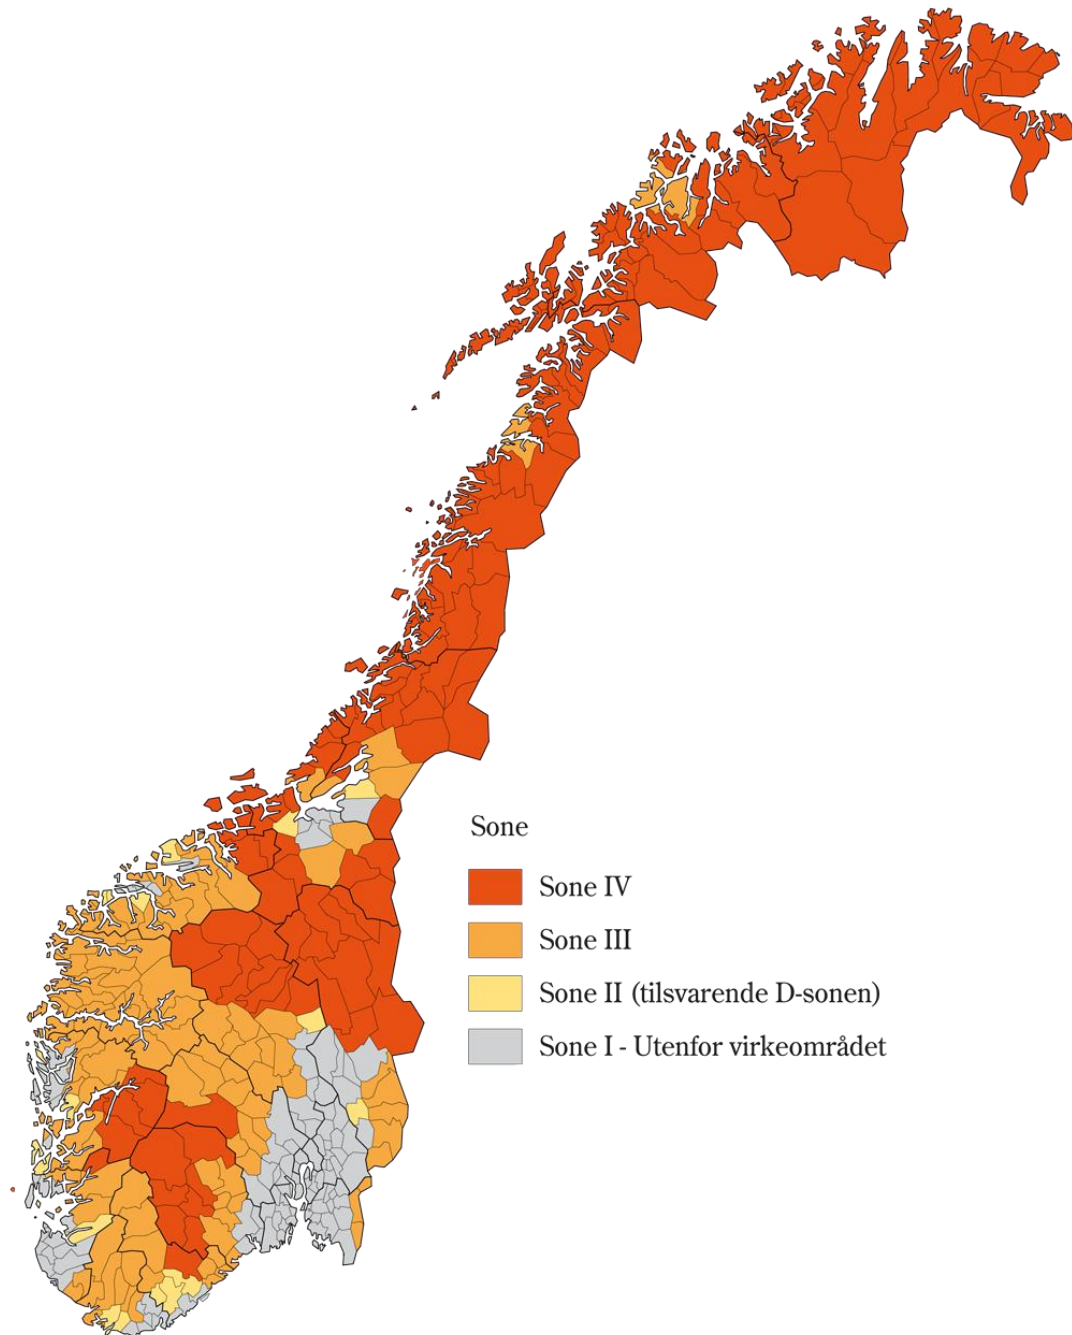 Sone
Sone IV
Sone III
Sone II (tilsvarende D-sonen)
Sone I - Utenfor virkeområdet